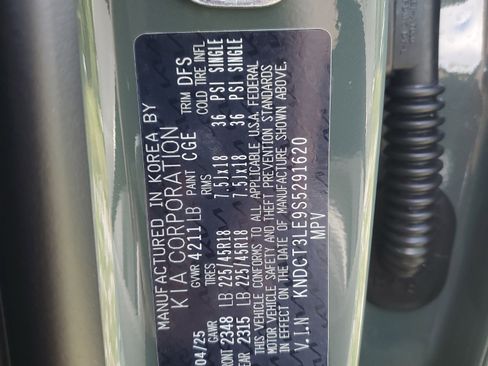 MANUFACTURED IN KOREA BY
KIA CORPORATION
GVWR 4211 LB PAINT CGE TRIM DFS
04/25 GAWR TIRES RIMS COLD TIRE INFL
FRONT 2348 LB 225/45R18 7.5Jx18 36 PSI SINGLE
REAR 2315 LB 225/45R18 7.5Jx18 36 PSI SINGLE
THIS VEHICLE CONFORMS TO ALL APPLICABLE U.S.A. FEDERAL
MOTOR VEHICLE SAFETY AND THEFT PREVENTION STANDARDS
IN EFFECT ON THE DATE OF MANUFACTURE SHOWN ABOVE.
V.I.N KNDCT3LE9S5291620
MPV